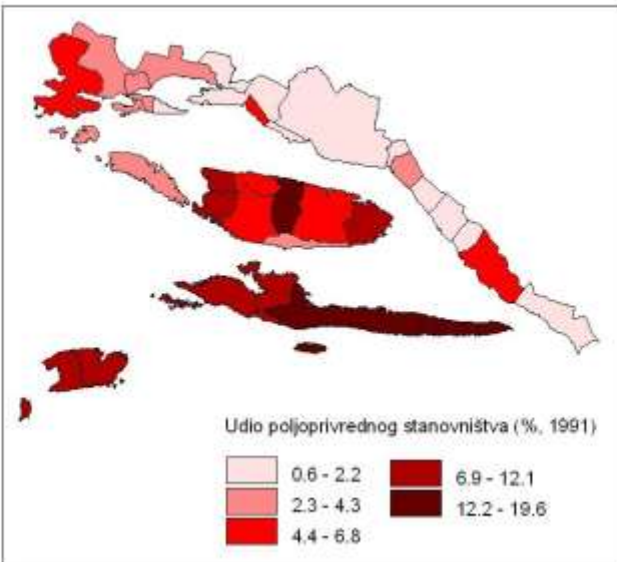 Udio poljoprivrednog stanovništva (%, 1991)
0.6 - 2.2
2.3 - 4.3
4.4 - 6.8
6.9 - 12.1
12.2 - 19.6